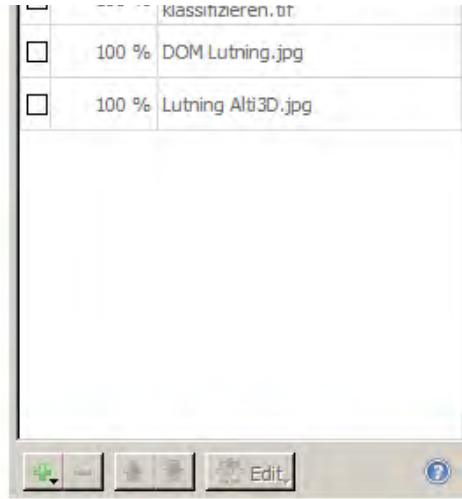 klassifizieren.tif
100 % DOM Lutning.jpg
100 % Lutning Alti3D.jpg
Edit
?